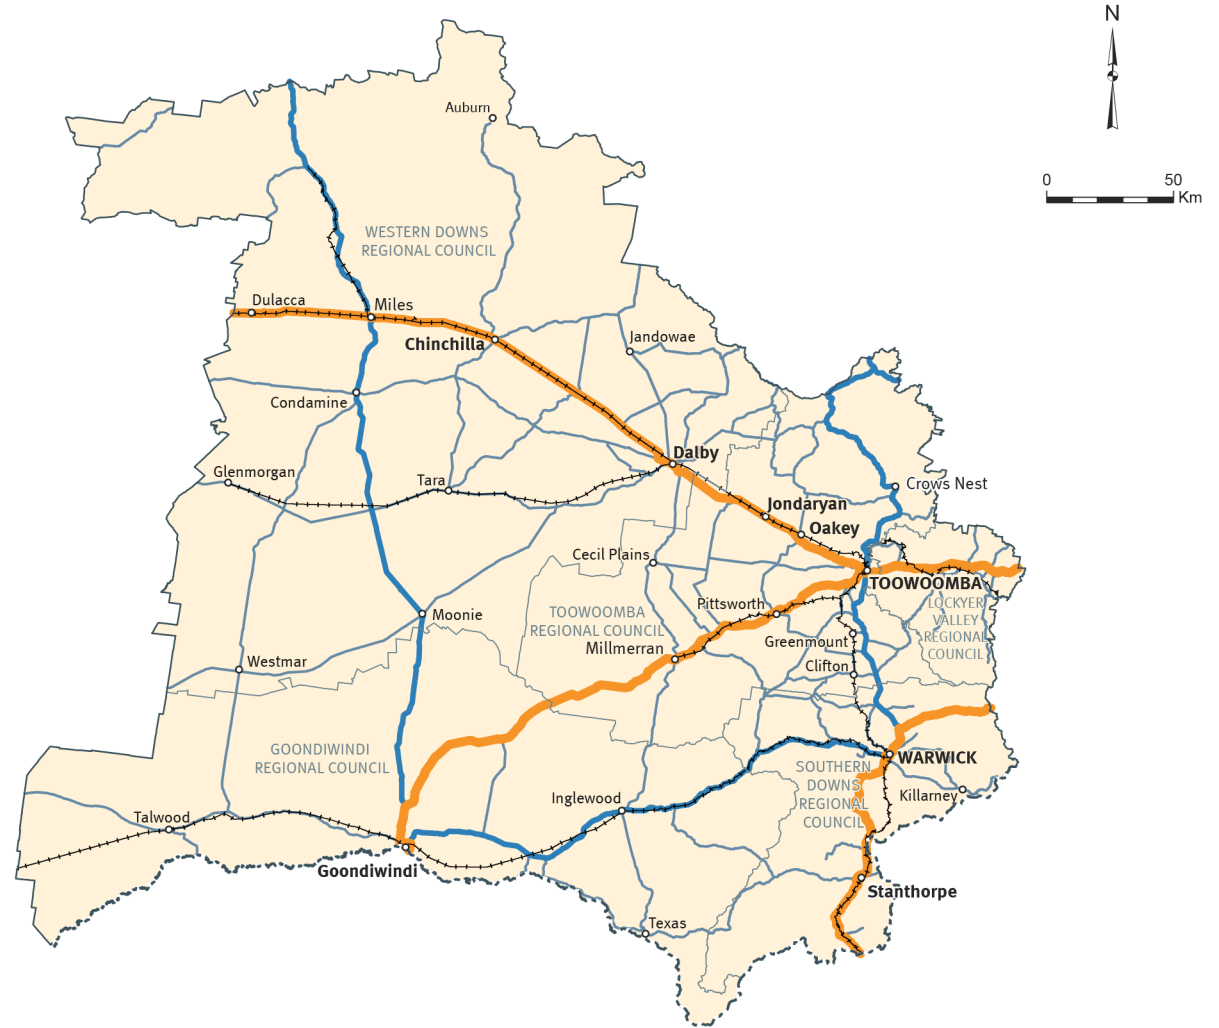 N
0 50
Km
Auburn
WESTERN DOWNS
REGIONAL COUNCIL
Dulacca
Miles
Chinchilla
Jandowae
Condamine
Dalby
Glenmorgan
Tara
Crows Nest
Jondaryan
Oakey
Cecil Plains
TOOWOOMBA
Pittsworth
LOCKYER
VALLEY
REGIONAL
COUNCIL
Moonie
TOOWOOMBA
REGIONAL COUNCIL
Greenmount
Millmerran
Clifton
Westmar
GOONDIWINDI
REGIONAL COUNCIL
WARWICK
SOUTHERN
DOWNS
REGIONAL
COUNCIL
Killarney
Inglewood
Talwood
Goondiwindi
Stanthorpe
Texas